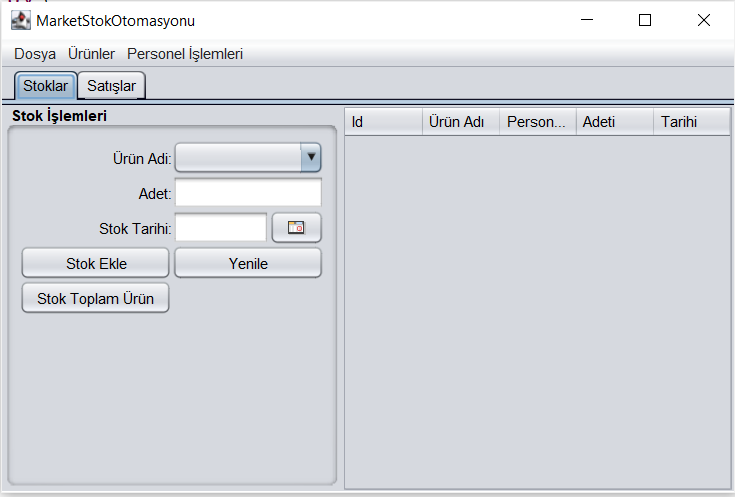 MarketStokOtomasyonu
Dosya Ürünler Personel İşlemleri
Stoklar Satışlar
Stok İşlemleri
Ürün Adi:
Adet:
Stok Tarihi:
Stok Ekle Yenile
Stok Toplam Ürün
Id Ürün Adı Person... Adeti Tarihi